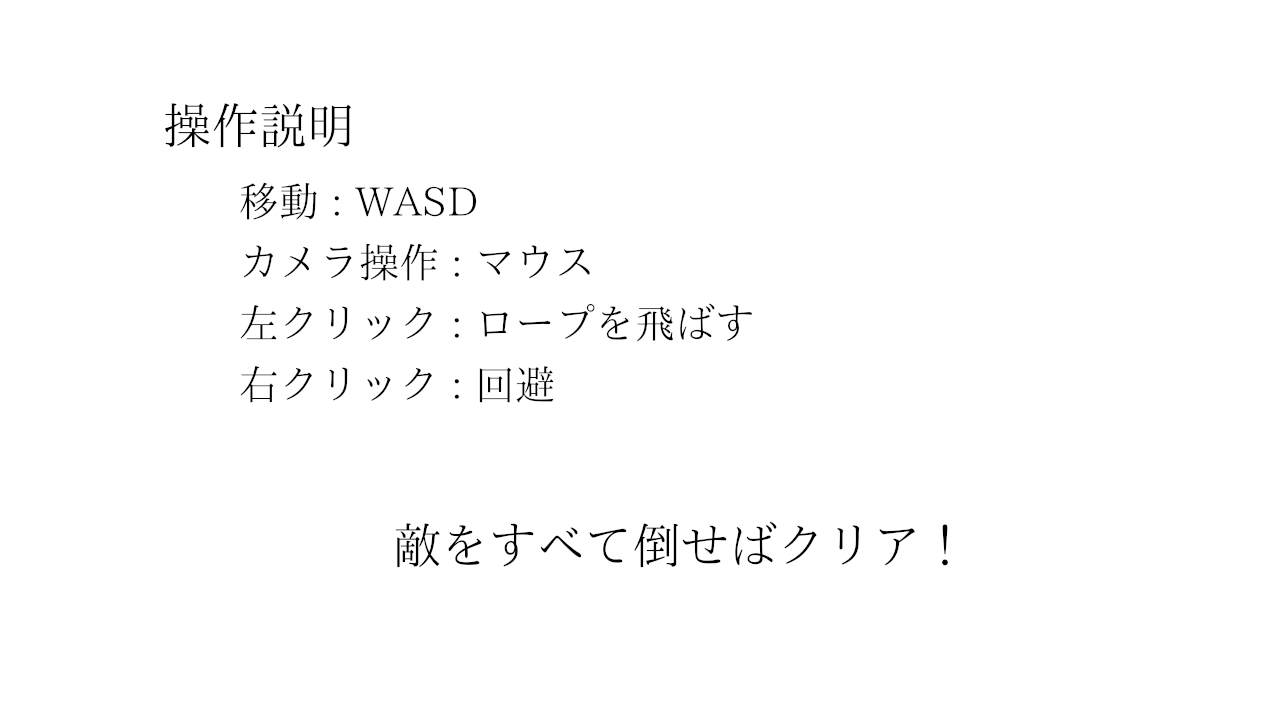 操作説明
移動：WASD
カメラ操作：マウス
左クリック：ロープを飛ばす
右クリック：回避
敵をすべて倒せばクリア！